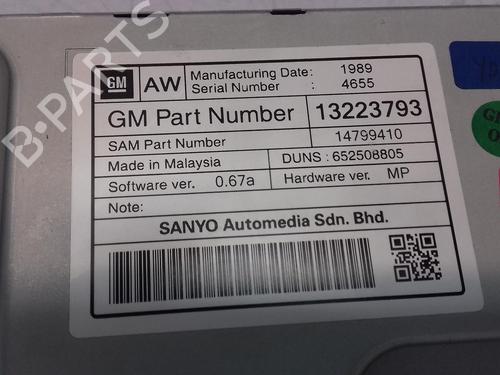 B-PARTS
GM
AW
Manufacturing Date: 1989
Serial Number : 4655
GM Part Number 13223793
SAM Part Number 14799410
Made in Malaysia DUNS : 652508805
Software ver. 0.67a Hardware ver. MP
Note:
SANYO Automedia Sdn. Bhd.